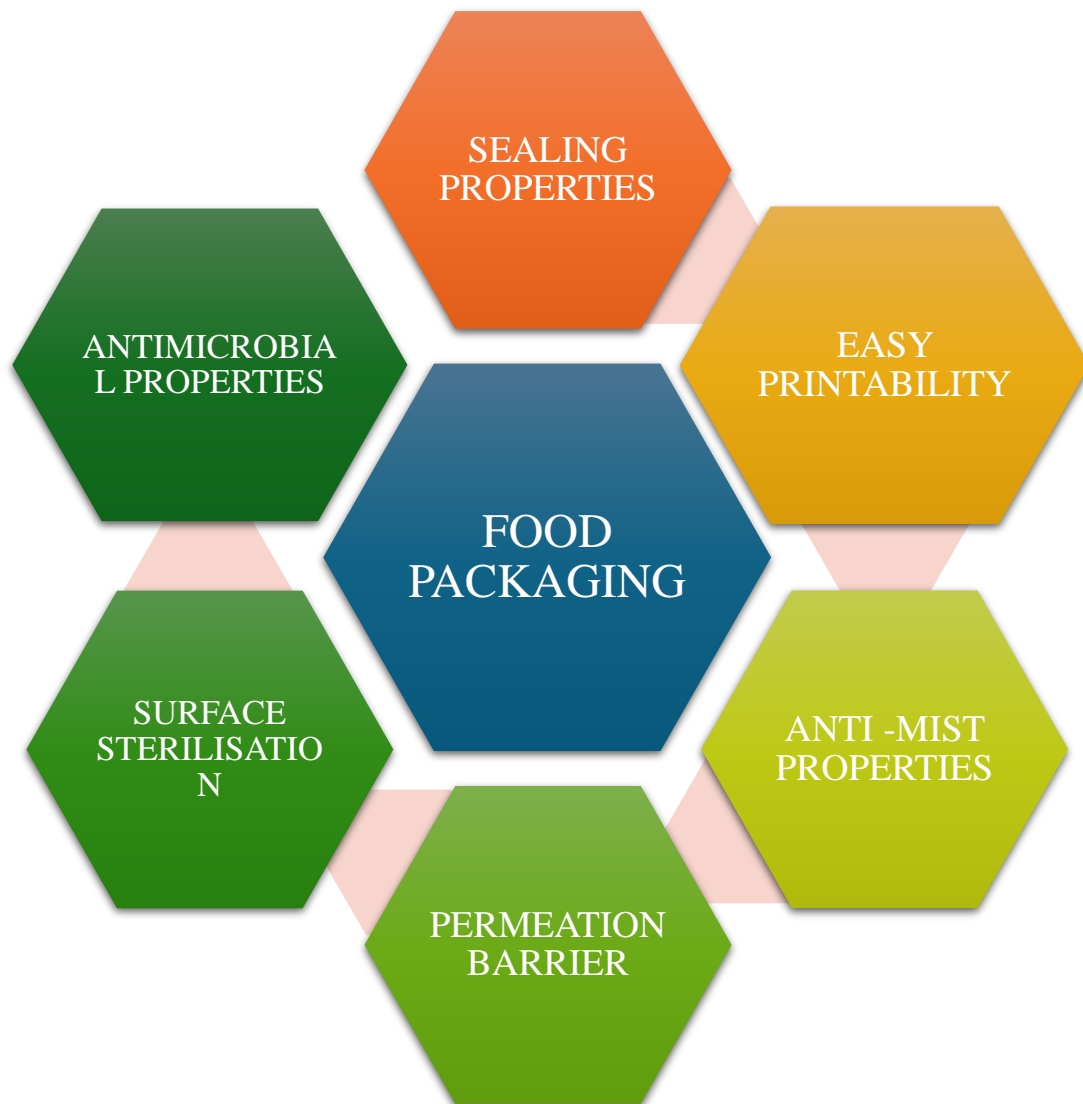 SEALING
PROPERTIES
EASY
PRINTABILITY
ANTI -MIST
PROPERTIES
PERMEATION
BARRIER
SURFACE
STERILISATIO
N
ANTIMICROBIA
L PROPERTIES
FOOD
PACKAGING